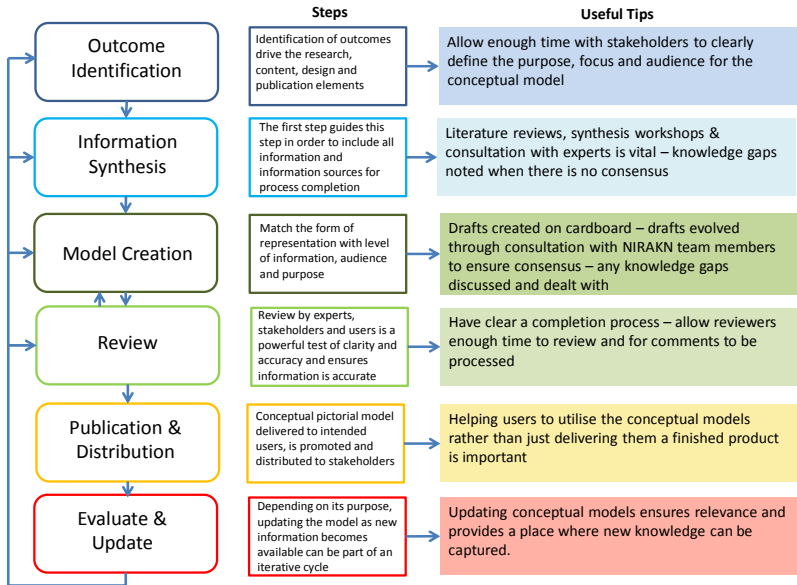 Steps
Useful Tips
Outcome
Identification
Identification of outcomes
drive the research,
content, design and
publication elements
Allow enough time with stakeholders to clearly
define the purpose, focus and audience for the
conceptual model
Information
Synthesis
The first step guides this
step in order to include all
information and
information sources for
process completion
Literature reviews, synthesis workshops &
consultation with experts is vital – knowledge gaps
noted when there is no consensus
Model Creation
Match the form of
representation with level
of information, audience
and purpose
Drafts created on cardboard – drafts evolved
through consultation with NIRAKN team members
to ensure consensus – any knowledge gaps
discussed and dealt with
Review
Review by experts,
stakeholders and users is a
powerful test of clarity and
accuracy and ensures
information is accurate
Have clear a completion process – allow reviewers
enough time to review and for comments to be
processed
Publication &
Distribution
Conceptual pictorial model
delivered to intended
users, is promoted and
distributed to stakeholders
Helping users to utilise the conceptual models
rather than just delivering them a finished product
is important
Evaluate &
Update
Depending on its purpose,
updating the model as new
information becomes
available can be part of an
iterative cycle
Updating conceptual models ensures relevance and
provides a place where new knowledge can be
captured.